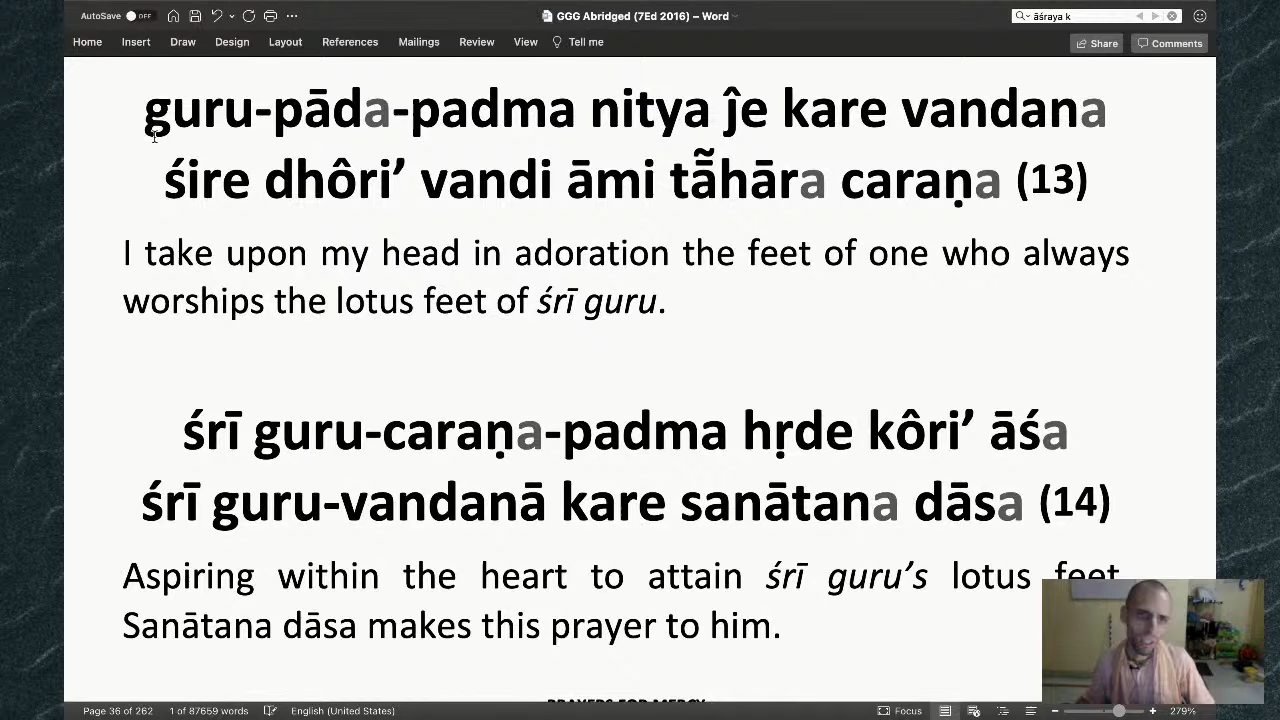 AutoSave OFF
GGG Abridged (7Ed 2016) – Word
āśraya k
Home Insert Draw Design Layout References Mailings Review View Tell me
Share Comments
guru-pāda-padma nitya ĵe kare vandana
śire dhôri’ vandi āmi tā̃hāra caraṇa (13)
I take upon my head in adoration the feet of one who always
worships the lotus feet of śrī guru.
śrī guru-caraṇa-padma hṛde kôri’ āśa
śrī guru-vandanā kare sanātana dāsa (14)
Aspiring within the heart to attain śrī guru’s lotus feet
Sanātana dāsa makes this prayer to him.
PRAYERS FOR MERCY
Page 36 of 262 1 of 87659 words English (United States) Focus 279%